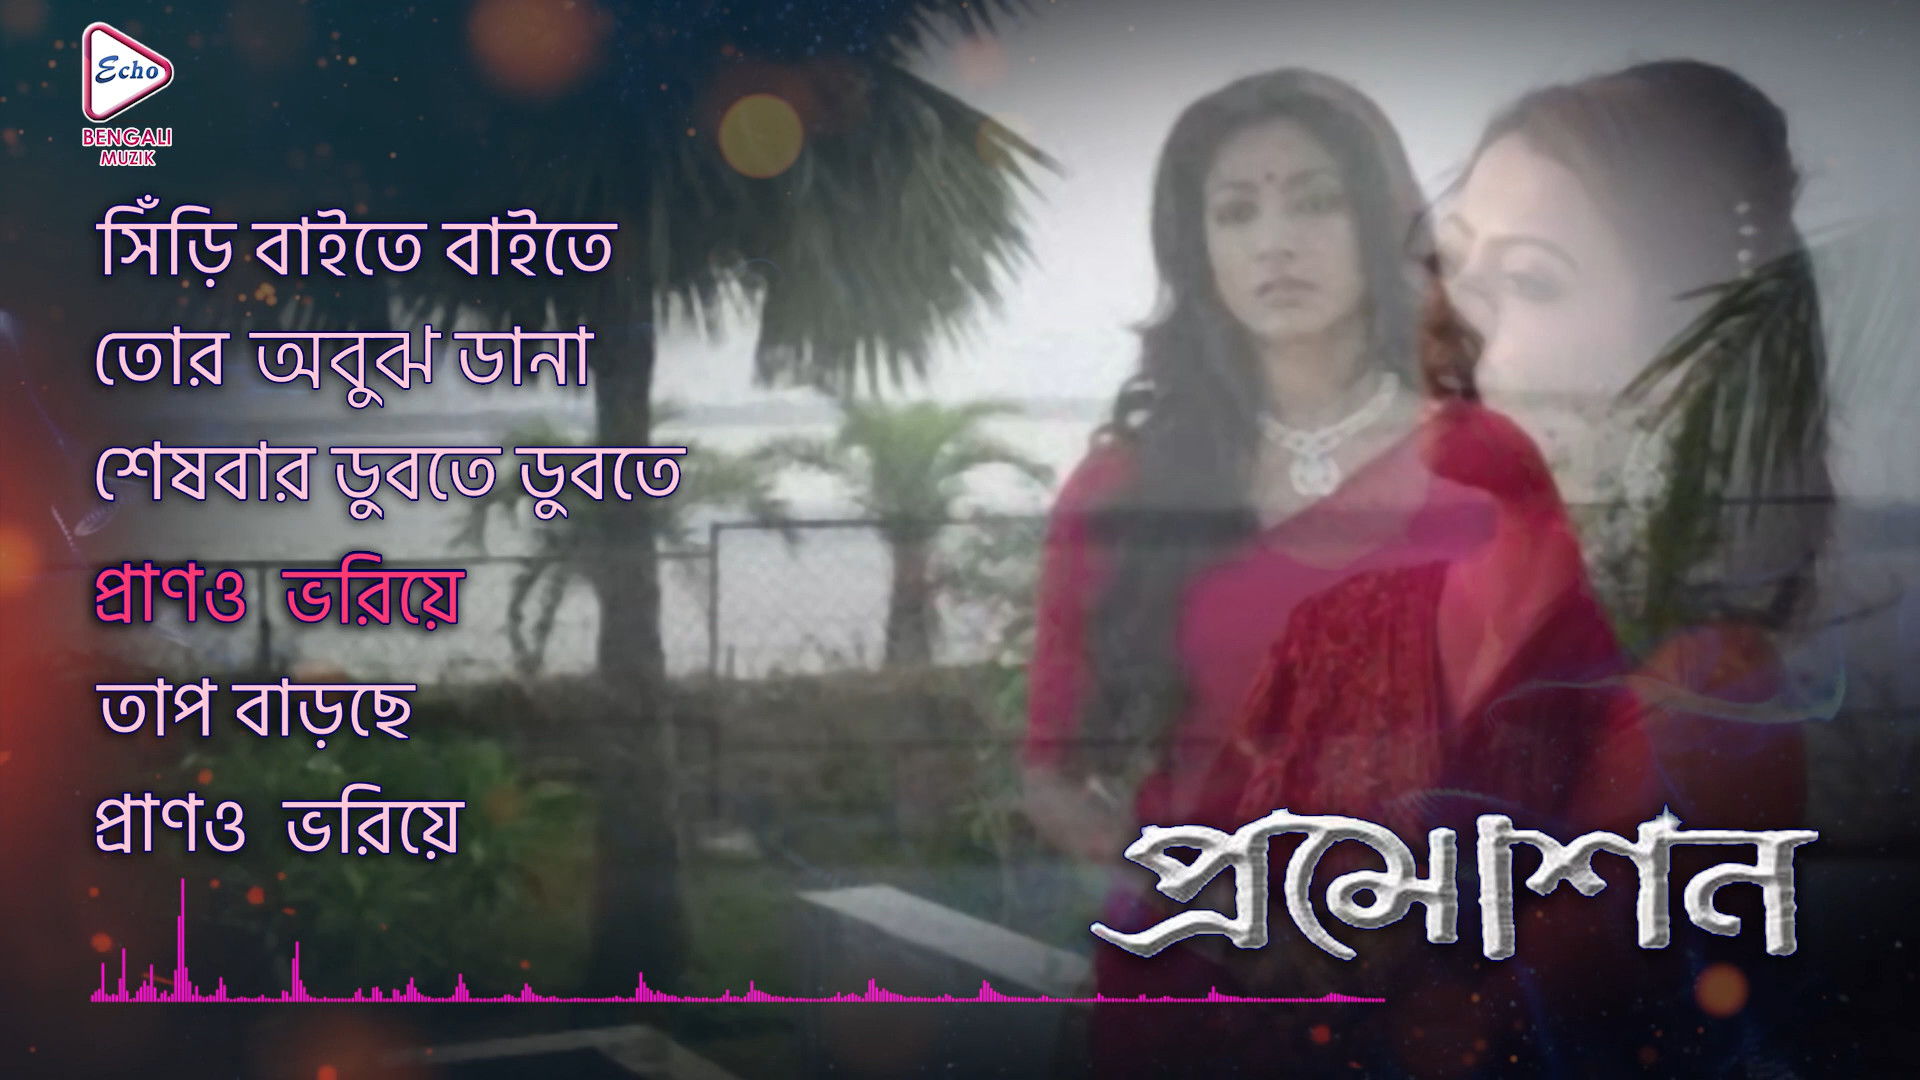 Echo
BENGALI
MUZIK
সিঁড়ি বাইতে বাইতে
তোর অবুঝ ডানা
শেষবার ডুবতে ডুবতে
প্রাণও ভরিয়ে
তাপ বাড়ছে
প্রাণও ভরিয়ে
প্রমোশন